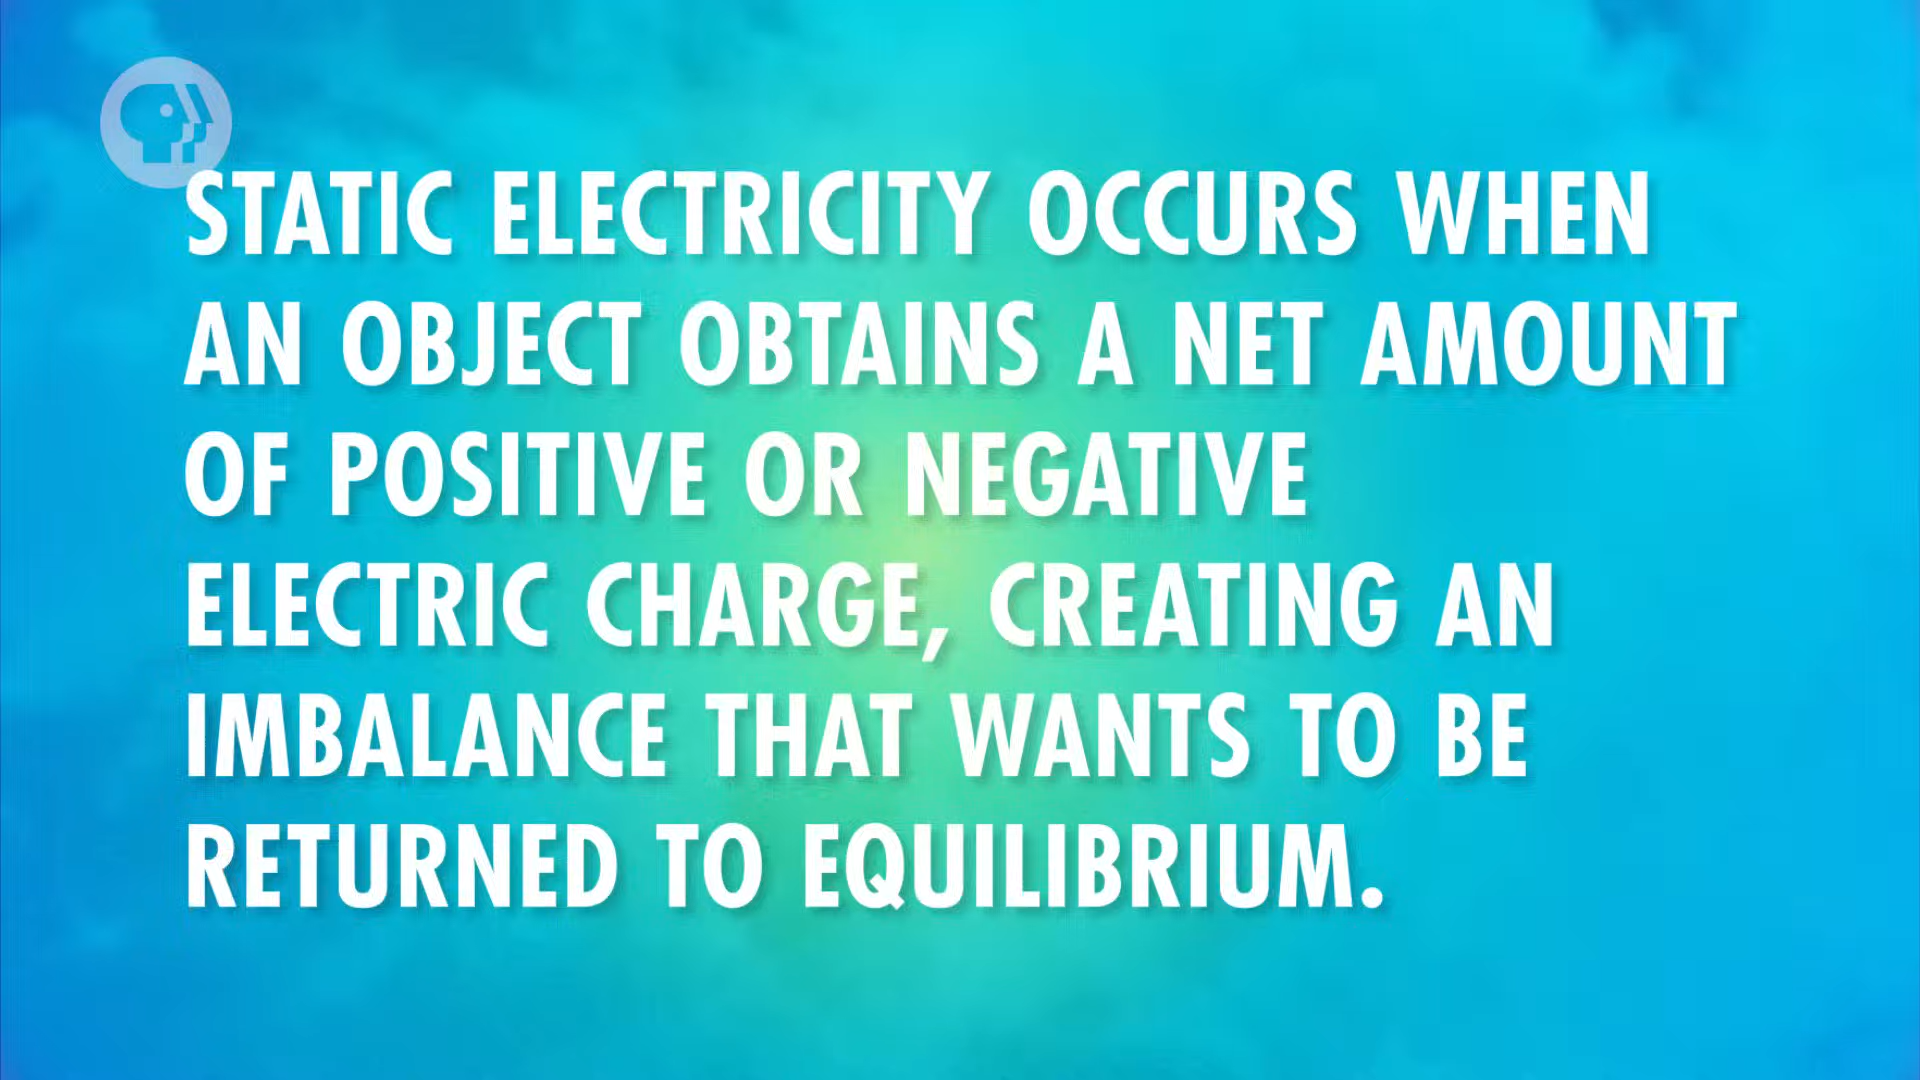 STATIC ELECTRICITY OCCURS WHEN
AN OBJECT OBTAINS A NET AMOUNT
OF POSITIVE OR NEGATIVE
ELECTRIC CHARGE, CREATING AN
IMBALANCE THAT WANTS TO BE
RETURNED TO EQUILIBRIUM.